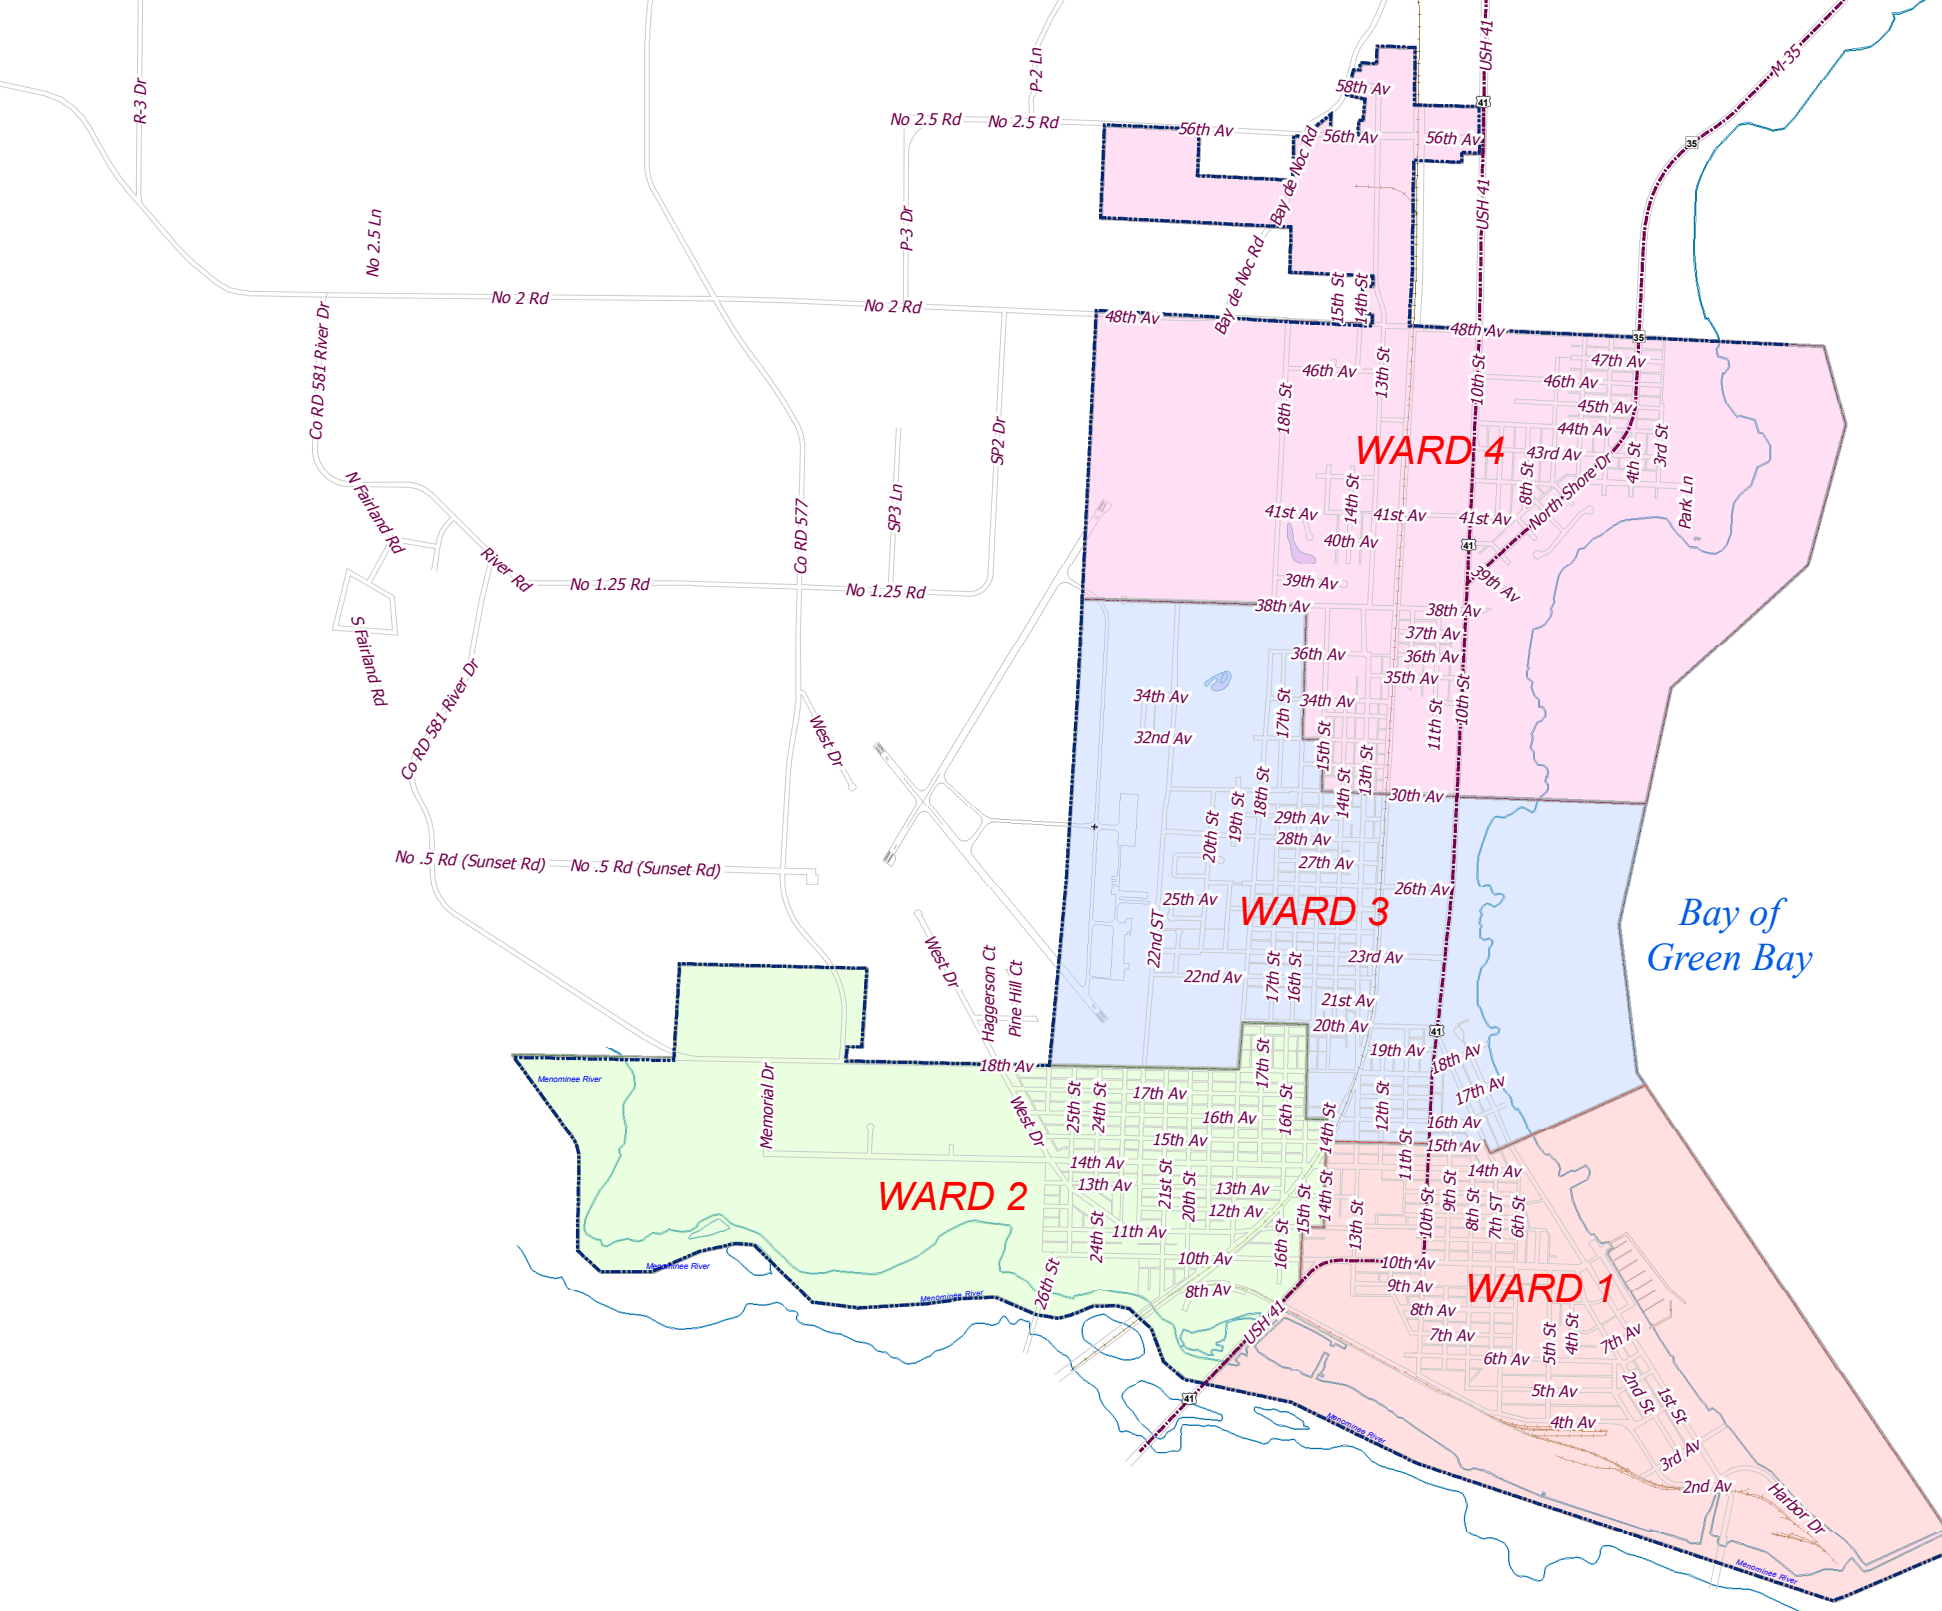 R-3 Dr
P-2 Ln
USH 41
M-35
58th Av
41
No 2.5 Rd
No 2.5 Rd
56th Av
56th Av
56th Av
35
Bay de Noc Rd
USH 41
No 2.5 Ln
P-3 Dr
Bay de Noc Rd
15th St
14th St
No 2 Rd
No 2 Rd
48th Av
48th Av
35
Co RD 581 River Dr
46th Av
13th St
10th St
47th Av
46th Av
18th St
45th Av
44th Av
SP2 Dr
WARD 4
43rd Av
4th St
3rd St
8th St
North Shore Dr
Park Ln
N Fairland Rd
SP3 Ln
Co RD 577
14th St
41st Av
41st Av
41st Av
40th Av
41
River Rd
No 1.25 Rd
No 1.25 Rd
39th Av
39th Av
38th Av
38th Av
S Fairland Rd
37th Av
36th Av
36th Av
35th Av
Co RD 581 River Dr
34th Av
34th Av
17th St
10th St
11th St
32nd Av
West Dr
15th St
13th St
14th St
30th Av
18th St
19th St
20th St
29th Av
28th Av
27th Av
No .5 Rd (Sunset Rd)
No .5 Rd (Sunset Rd)
26th Av
25th Av
WARD 3
Bay of
Green Bay
22nd ST
23rd Av
West Dr
Haggerson Ct
Pine Hill Ct
22nd Av
17th St
16th St
21st Av
20th Av
41
19th Av
18th Av
18th Av
17th St
Menominee River
17th Av
17th Av
Memorial Dr
West Dr
25th St
24th St
16th Av
16th St
14th St
12th St
16th Av
15th Av
15th Av
11th St
14th Av
14th Av
21st St
20th St
13th Av
13th Av
WARD 2
12th Av
15th St
14th St
13th St
10th St
9th St
8th St
7th ST
6th St
11th Av
24th St
16th St
10th Av
10th Av
Menominee River
26th St
8th Av
9th Av
WARD 1
Menominee River
8th Av
USH 41
7th Av
5th St
4th St
7th Av
6th Av
5th Av
2nd St
1st St
41
4th Av
Menominee River
3rd Av
2nd Av
Harbor Dr
Menominee River